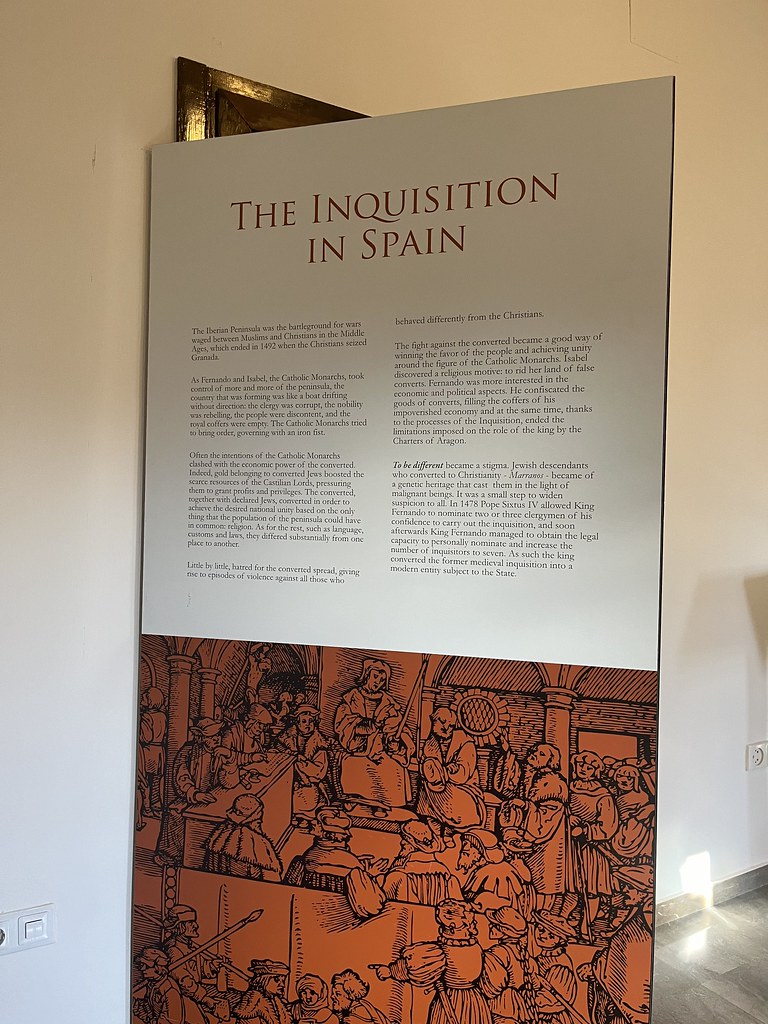 THE INQUISITION
IN SPAIN
The Iberian Peninsula was the battleground for wars
waged between Muslims and Christians in the Middle
Ages, which ended in 1492 when the Christians seized
Granada.
As Fernando and Isabel, the Catholic Monarchs, took
control of more and more of the peninsula, the
country that was forming was like a boat drifting
without direction: the clergy was corrupt, the nobility
was rebelling, the people were discontent, and the
royal coffers were empty. The Catholic Monarchs tried
to bring order, governing with an iron fist.
Often the intentions of the Catholic Monarchs
clashed with the economic power of the converted.
Indeed, gold belonging to converted Jews boosted the
scarce resources of the Castilian Lords, pressuring
them to grant profits and privileges. The converted,
together with declared Jews, converted in order to
achieve the desired national unity based on the only
thing that the population of the peninsula could have
in common: religion. As for the rest, such as language,
customs and laws, they differed substantially from one
place to another.
Little by little, hatred for the converted spread, giving
rise to episodes of violence against all those who
behaved differently from the Christians.
The fight against the converted became a good way of
winning the favor of the people and achieving unity
around the figure of the Catholic Monarchs. Isabel
discovered a religious motive: to rid her land of false
converts. Fernando was more interested in the
economic and political aspects. He confiscated the
goods of converts, filling the coffers of his
impoverished economy and at the same time, thanks
to the processes of the Inquisition, ended the
limitations imposed on the role of the king by the
Charters of Aragon.
To be different became a stigma. Jewish descendants
who converted to Christianity - Marranos - became of
a genetic heritage that cast them in the light of
malignant beings. It was a small step to widen
suspicion to all. In 1478 Pope Sixtus IV allowed King
Fernando to nominate two or three clergymen of his
confidence to carry out the inquisition, and soon
afterwards King Fernando managed to obtain the legal
capacity to personally nominate and increase the
number of inquisitors to seven. As such the king
converted the former medieval inquisition into a
modern entity subject to the State.